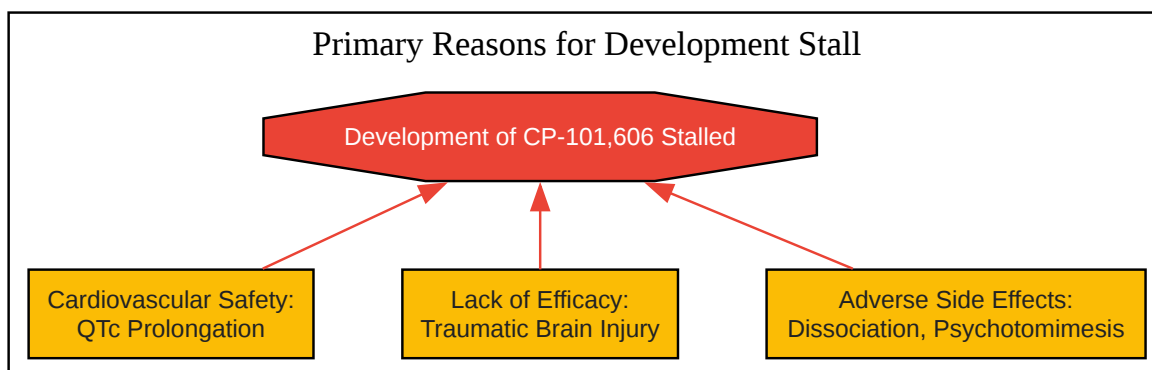 Primary Reasons for Development Stall
Development of CP-101,606 Stalled
Cardiovascular Safety:
QTc Prolongation
Lack of Efficacy:
Traumatic Brain Injury
Adverse Side Effects:
Dissociation, Psychotomimesis